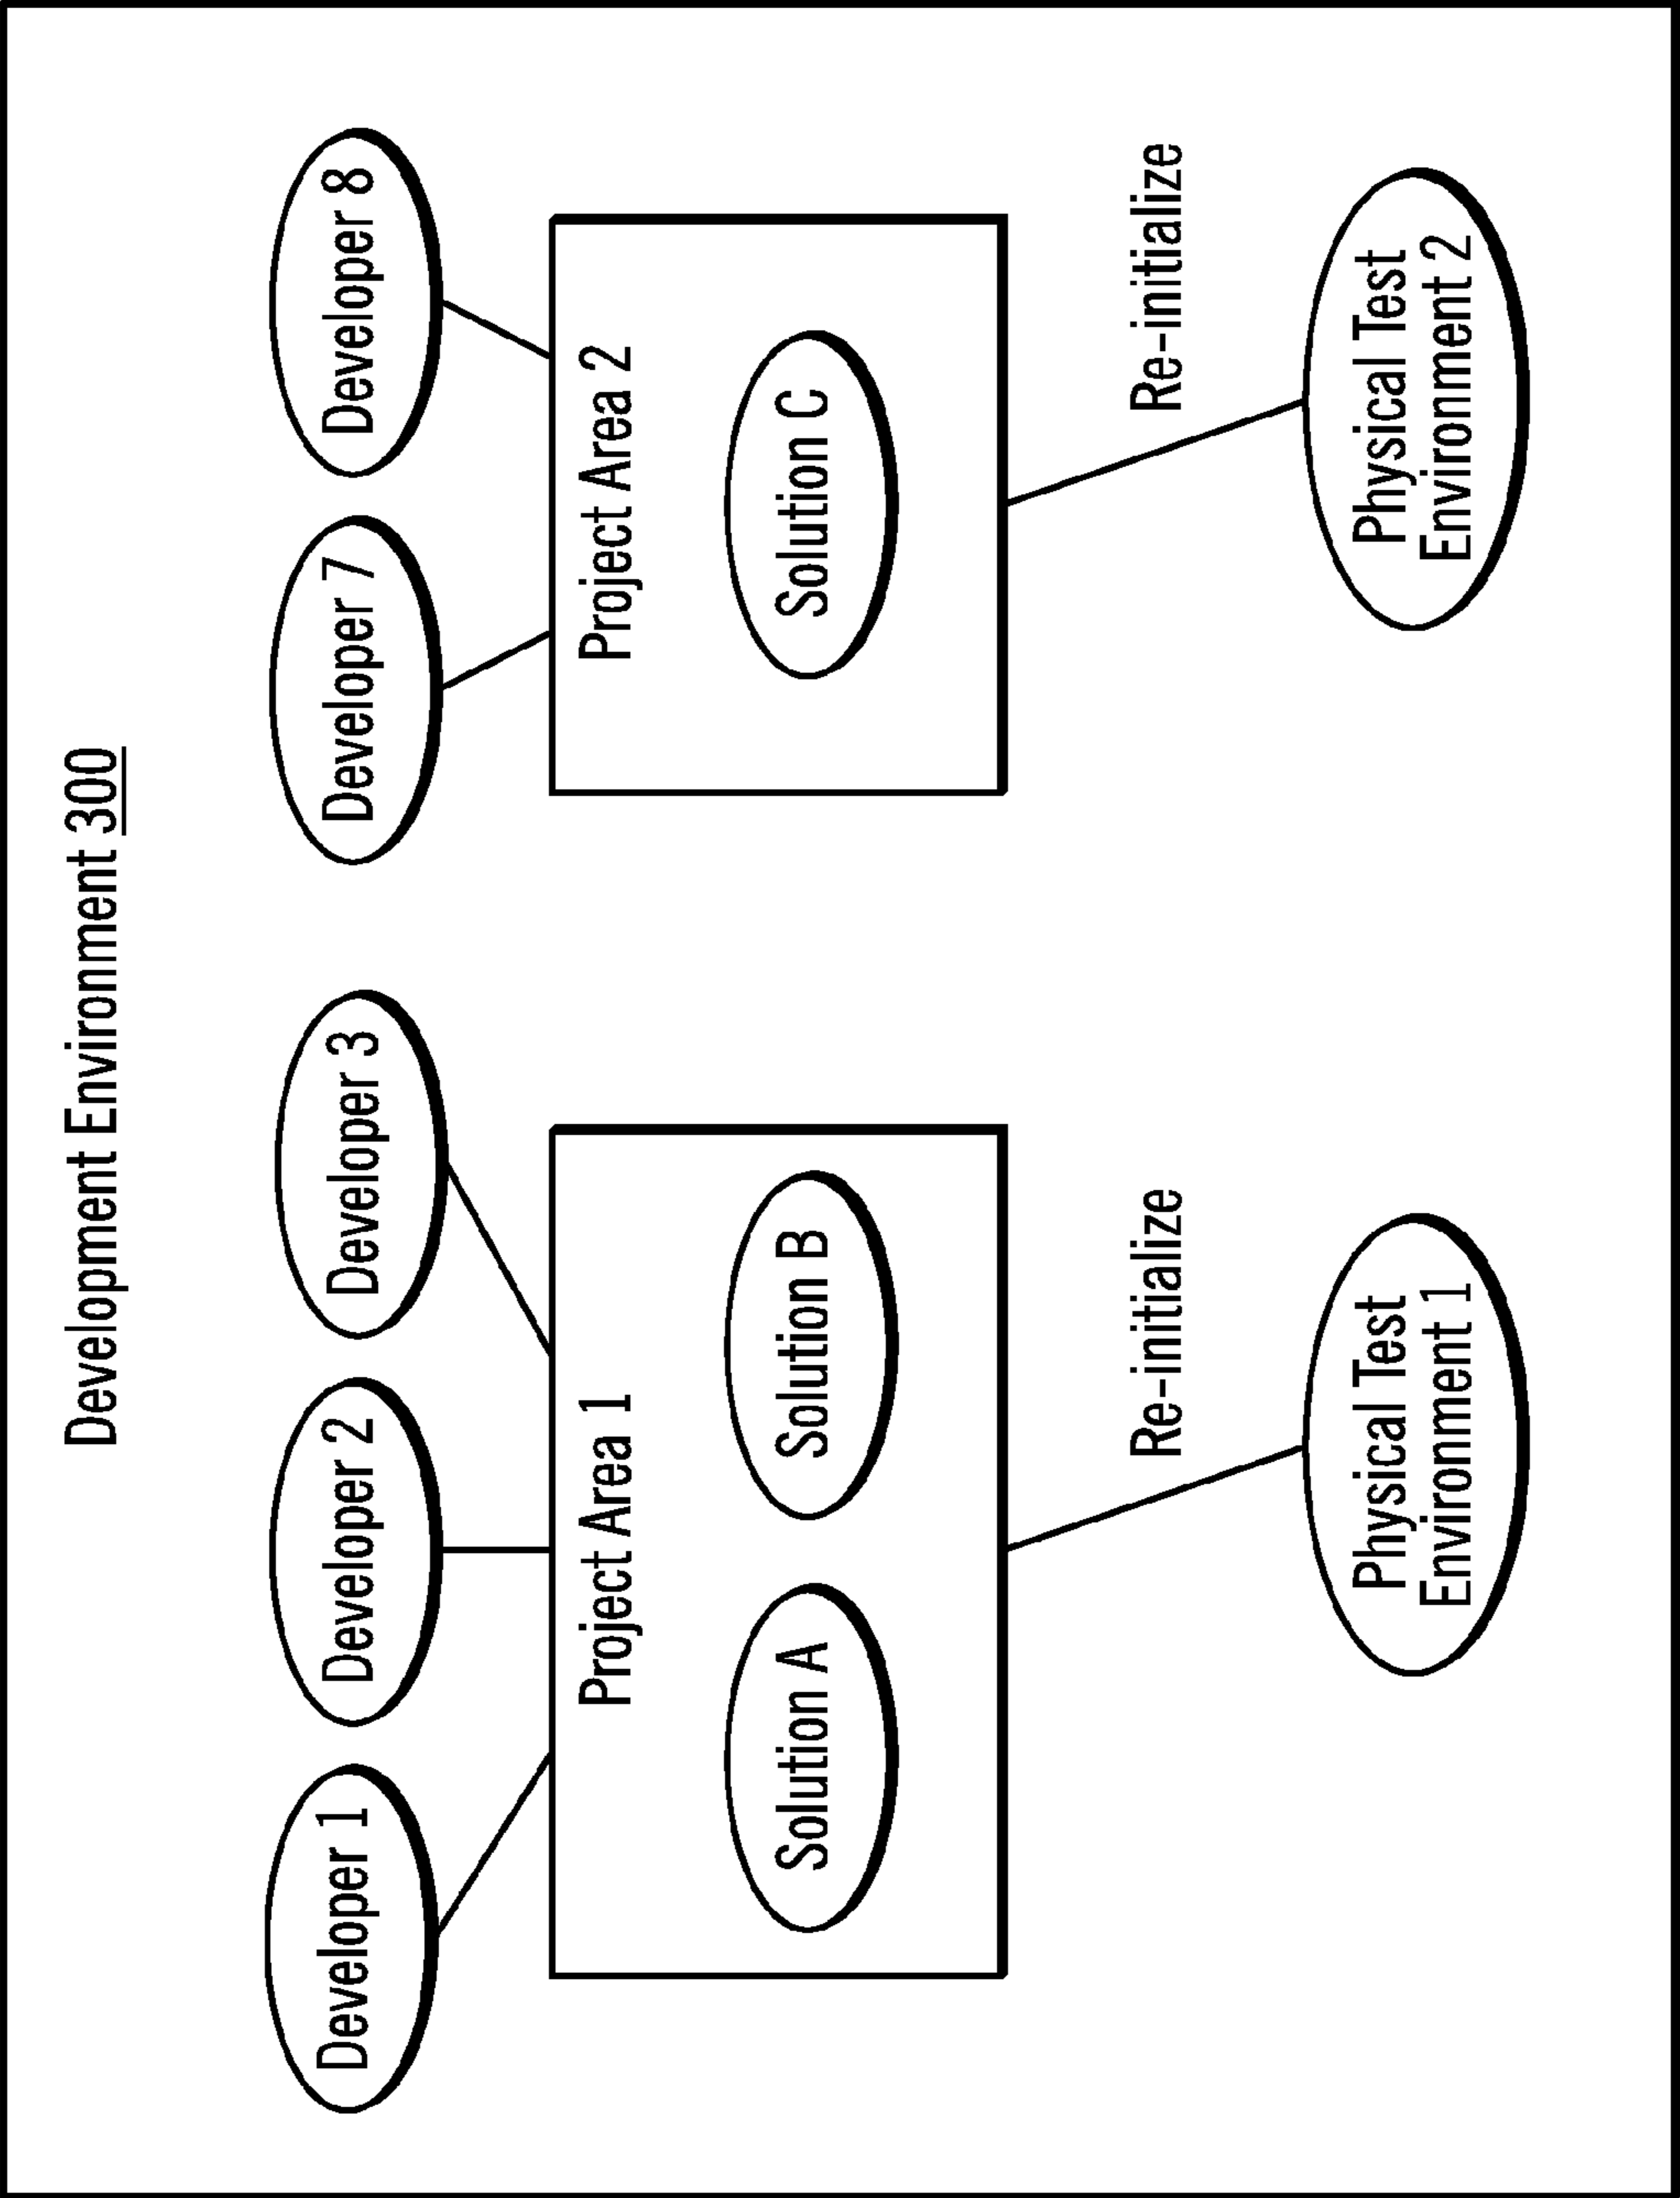 Development Environment 300
Developer 1
Developer 2
Developer 3
Developer 7
Developer 8
Project Area 1
Solution A
Solution B
Project Area 2
Solution C
Re-initialize
Re-initialize
Physical Test
Environment 1
Physical Test
Environment 2